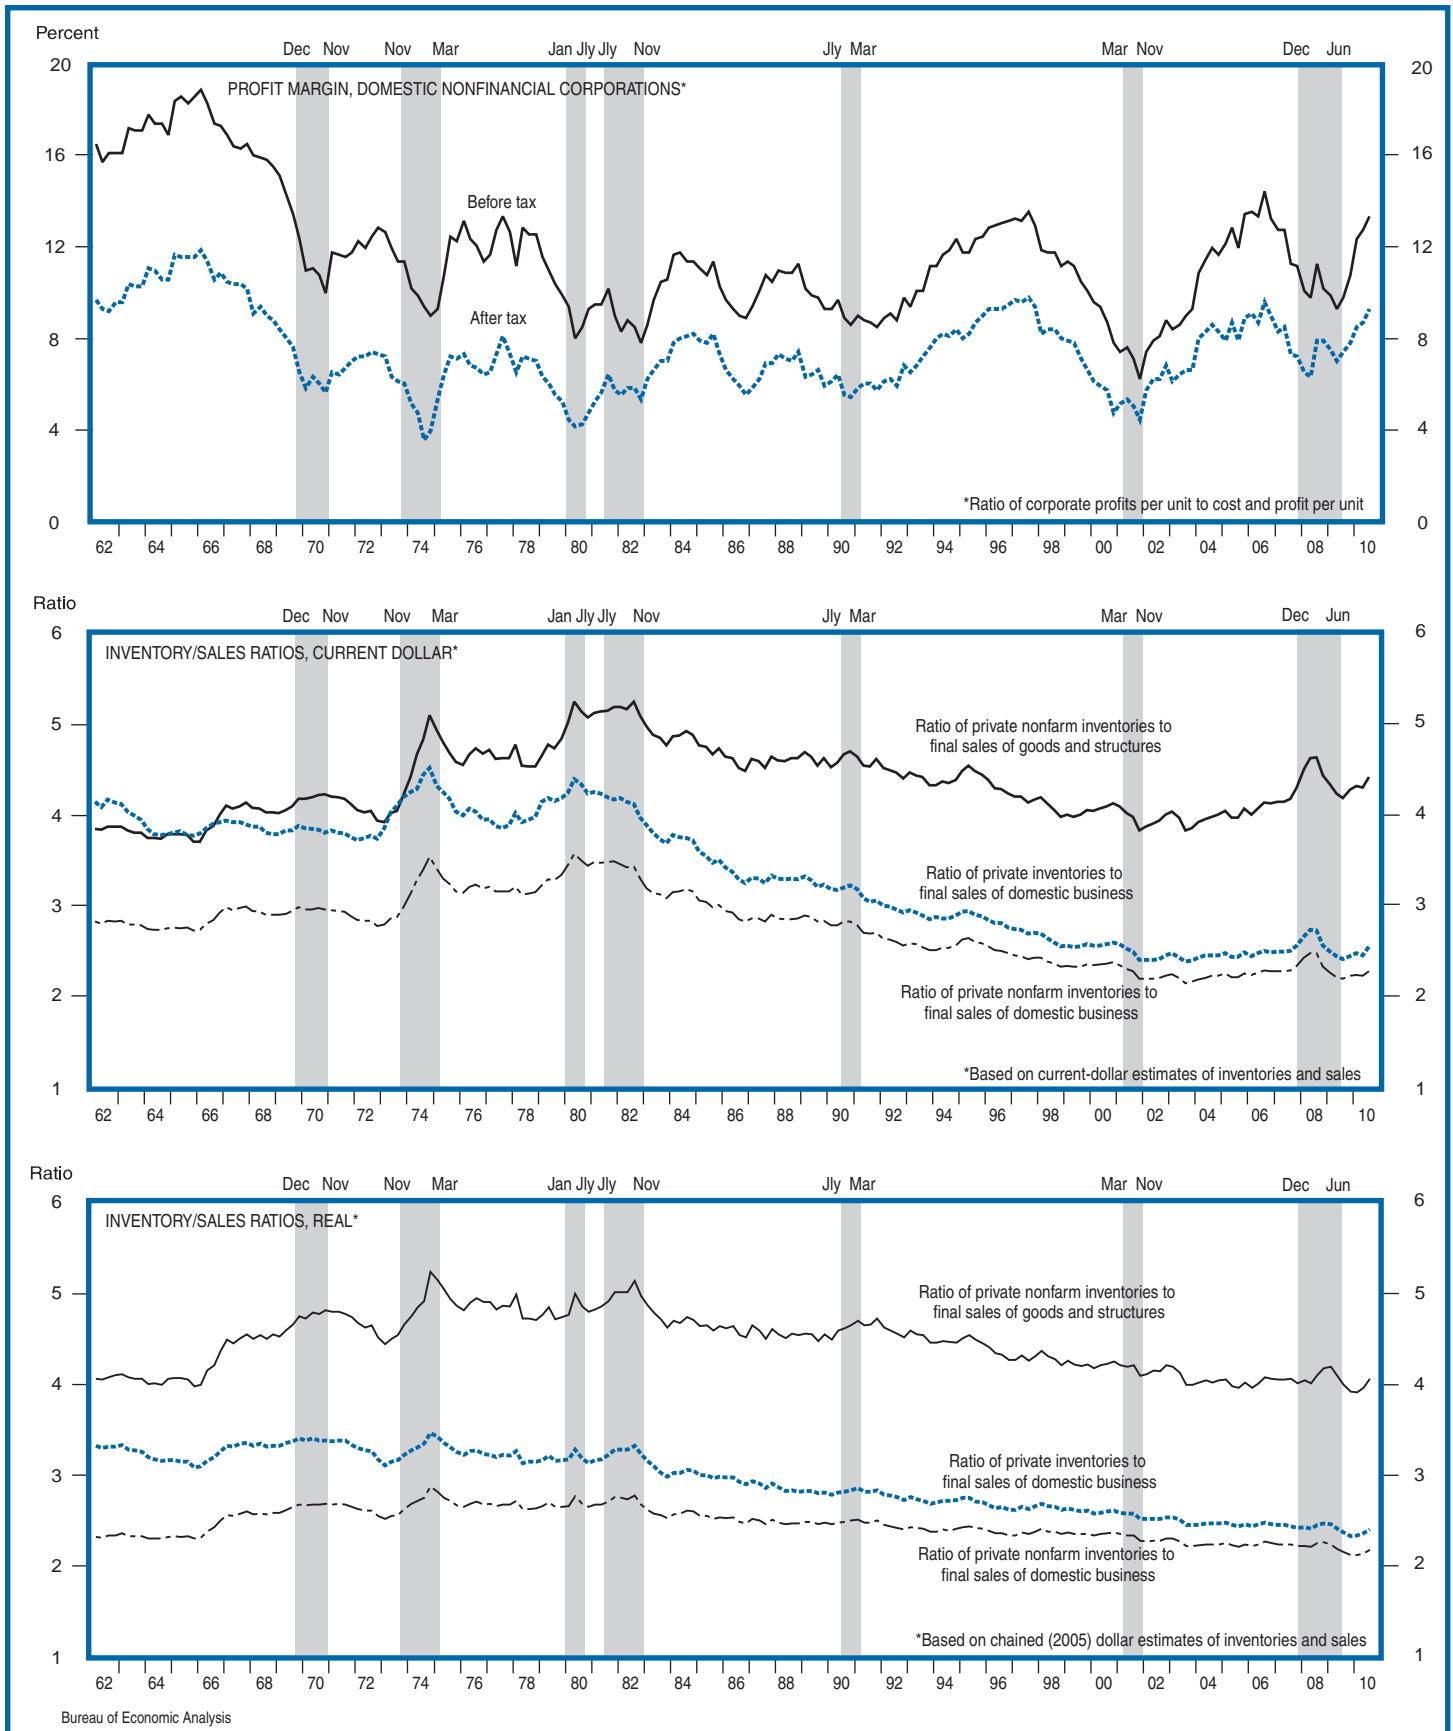 Percent
Dec Nov Nov Mar Jan Jly Jly Nov Jly Mar Mar Nov Dec Jun
20 20
PROFIT MARGIN, DOMESTIC NONFINANCIAL CORPORATIONS*
16 16
Before tax
12 12
After tax
8 8
4 4
*Ratio of corporate profits per unit to cost and profit per unit
0 0
62 64 66 68 70 72 74 76 78 80 82 84 86 88 90 92 94 96 98 00 02 04 06 08 10
Ratio
Dec Nov Nov Mar Jan Jly Jly Nov Jly Mar Mar Nov Dec Jun
6 6
INVENTORY/SALES RATIOS, CURRENT DOLLAR*
5 5
Ratio of private nonfarm inventories to
final sales of goods and structures
4 4
Ratio of private inventories to
final sales of domestic business
3 3
2 2
Ratio of private nonfarm inventories to
final sales of domestic business
*Based on current-dollar estimates of inventories and sales
1 1
62 64 66 68 70 72 74 76 78 80 82 84 86 88 90 92 94 96 98 00 02 04 06 08 10
Ratio
Dec Nov Nov Mar Jan Jly Jly Nov Jly Mar Mar Nov Dec Jun
6 6
INVENTORY/SALES RATIOS, REAL*
5 5
Ratio of private nonfarm inventories to
final sales of goods and structures
4 4
3 3
Ratio of private inventories to
final sales of domestic business
2 2
Ratio of private nonfarm inventories to
final sales of domestic business
*Based on chained (2005) dollar estimates of inventories and sales
1 1
62 64 66 68 70 72 74 76 78 80 82 84 86 88 90 92 94 96 98 00 02 04 06 08 10
Bureau of Economic Analysis